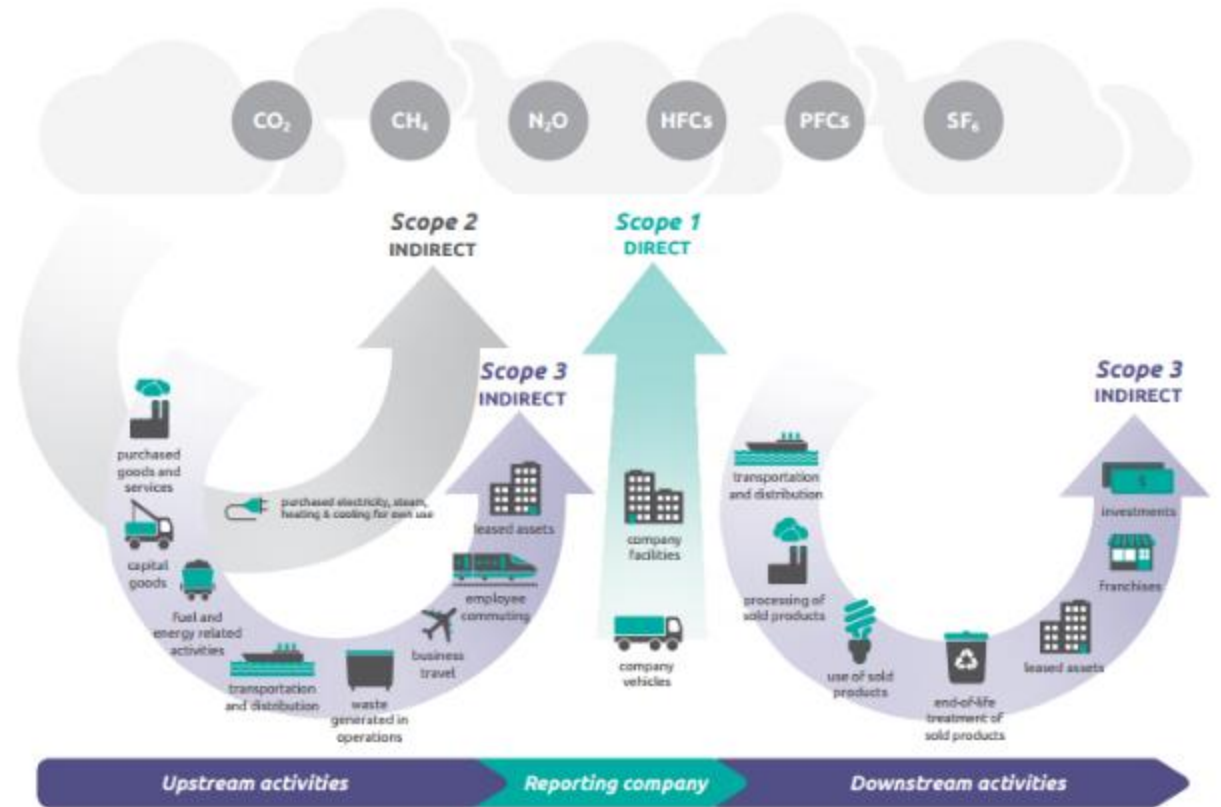 CO₂
CH₄
N₂O
HFCs
PFCs
SF₆
Scope 2
INDIRECT
Scope 1
DIRECT
Scope 3
INDIRECT
Scope 3
INDIRECT
purchased
goods and
services
capital
goods
fuel and
energy related
activities
transportation
and distribution
waste
generated in
operations
business
travel
employee
commuting
leased assets
purchased electricity, steam,
heating & cooling for own use
company
facilities
company
vehicles
transportation
and distribution
processing of
sold products
use of sold
products
end-of-life
treatment of
sold products
leased assets
franchises
investments
$
Upstream activities
Reporting company
Downstream activities